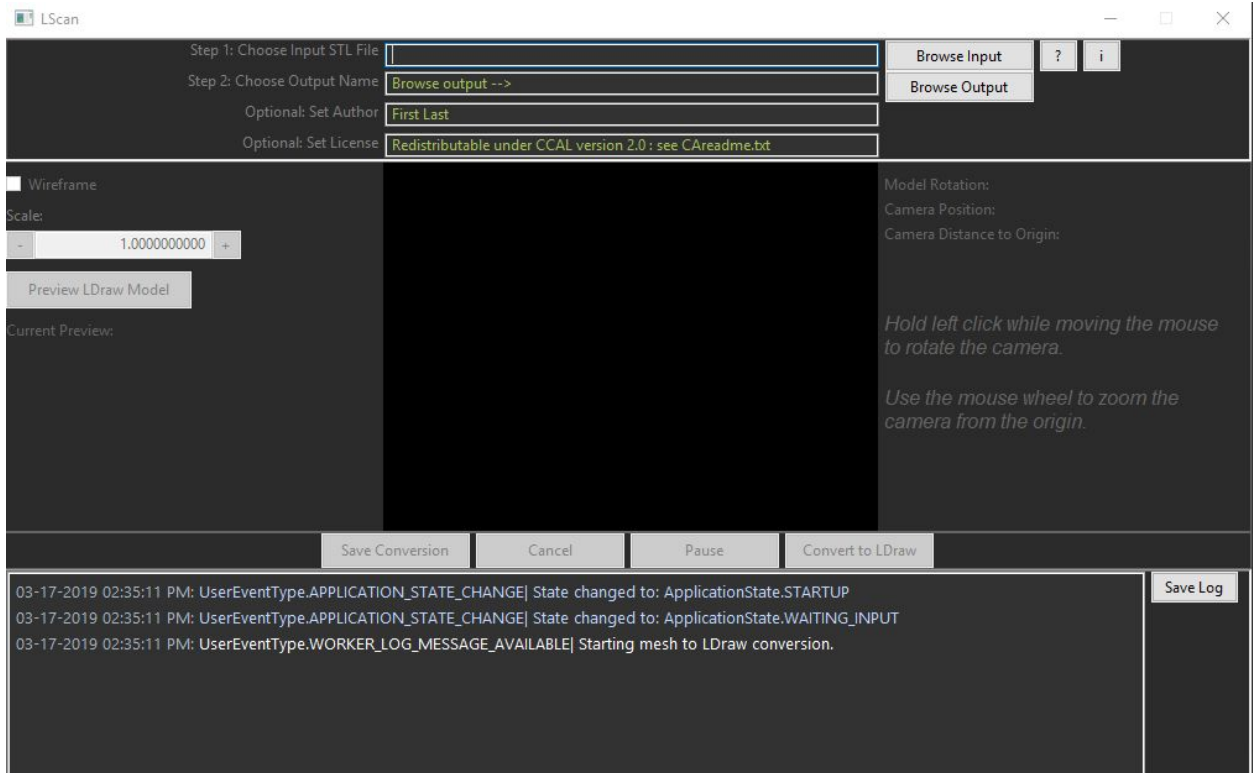 LScan
Step 1: Choose Input STL File
Browse Input
?
i
Step 2: Choose Output Name
Browse output -->
Browse Output
Optional: Set Author
First Last
Optional: Set License
Redistributable under CCAL version 2.0 : see CAreadme.txt
Wireframe
Scale:
- 1.0000000000 +
Preview LDraw Model
Current Preview:
Model Rotation:
Camera Position:
Camera Distance to Origin:
Hold left click while moving the mouse
to rotate the camera.
Use the mouse wheel to zoom the
camera from the origin.
Save Conversion
Cancel
Pause
Convert to LDraw
03-17-2019 02:35:11 PM: UserEventType.APPLICATION_STATE_CHANGE| State changed to: ApplicationState.STARTUP
03-17-2019 02:35:11 PM: UserEventType.APPLICATION_STATE_CHANGE| State changed to: ApplicationState.WAITING_INPUT
03-17-2019 02:35:11 PM: UserEventType.WORKER_LOG_MESSAGE_AVAILABLE| Starting mesh to LDraw conversion.
Save Log